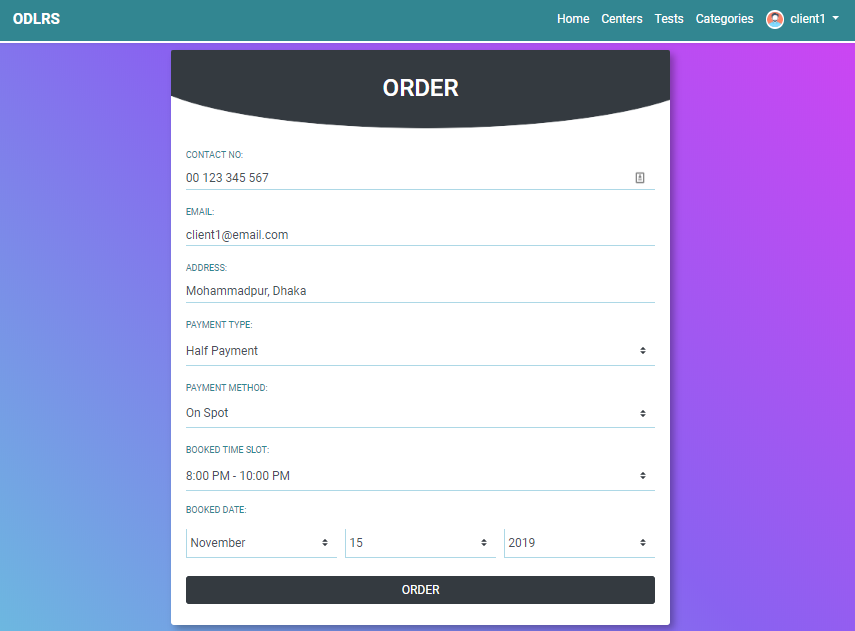 ODLRS
Home Centers Tests Categories client1
ORDER
CONTACT NO:
00 123 345 567
EMAIL:
client1@email.com
ADDRESS:
Mohammadpur, Dhaka
PAYMENT TYPE:
Half Payment
PAYMENT METHOD:
On Spot
BOOKED TIME SLOT:
8:00 PM - 10:00 PM
BOOKED DATE:
November 15 2019
ORDER